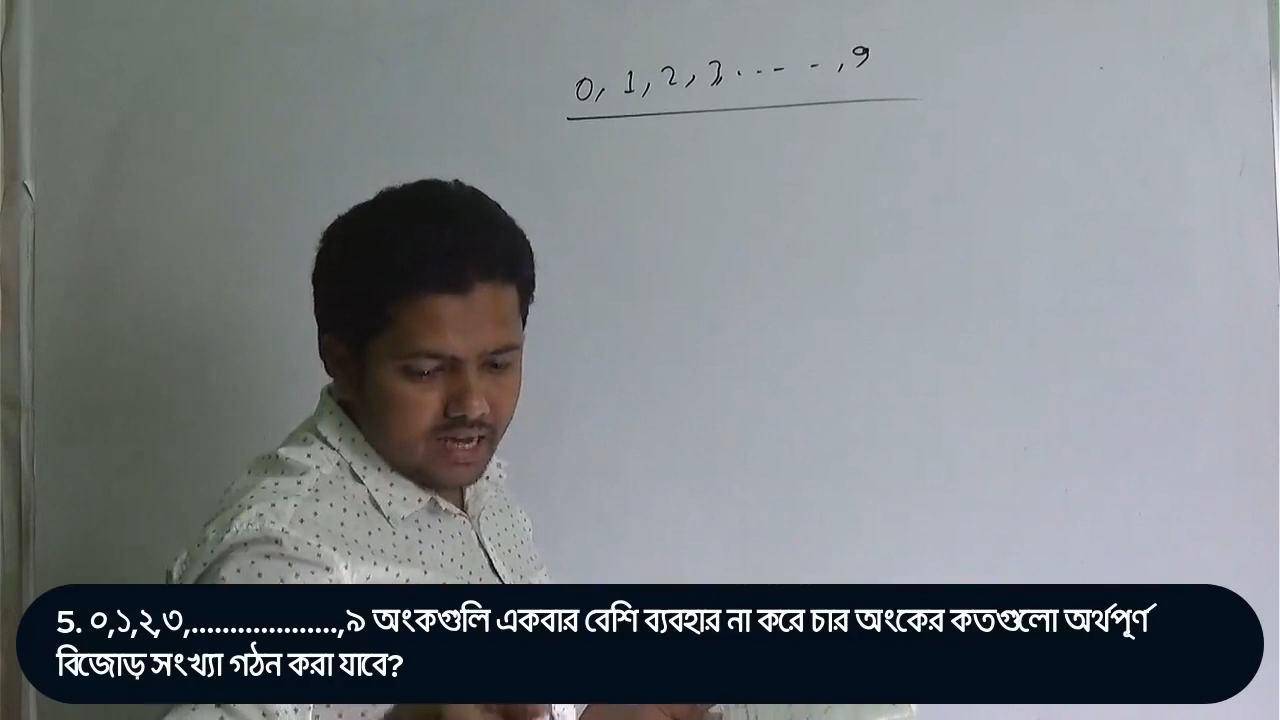 0, 1, 2, 3, ..... , 9
5. ০,১,২,৩,...................,৯ অংকগুলি একবার বেশি ব্যবহার না করে চার অংকের কতগুলো অর্থপূর্ণ
বিজোড় সংখ্যা গঠন করা যাবে?